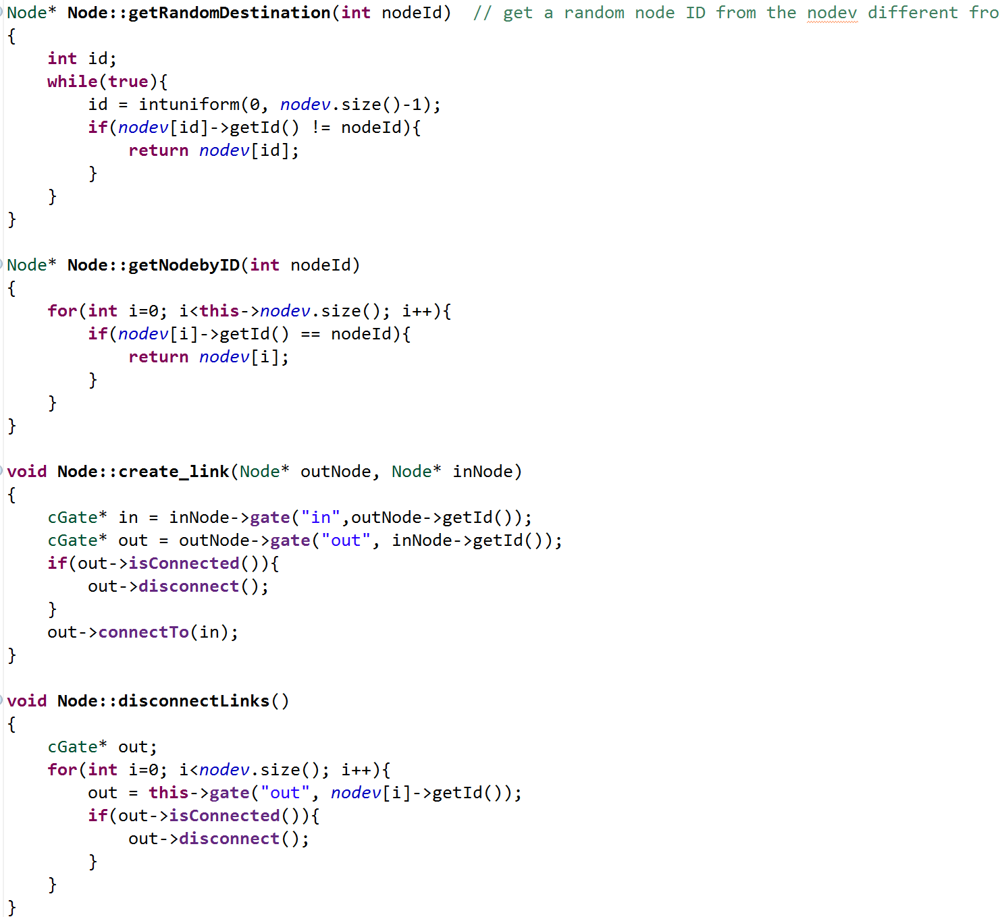 Node* Node::getRandomDestination(int nodeId)  // get a random node ID from the nodev different fro
{
    int id;
    while(true){
        id = intuniform(0, nodev.size()-1);
        if(nodev[id]->getId() != nodeId){
            return nodev[id];
        }
    }
}

Node* Node::getNodebyID(int nodeId)
{
    for(int i=0; i<this->nodev.size(); i++){
        if(nodev[i]->getId() == nodeId){
            return nodev[i];
        }
    }
}

void Node::create_link(Node* outNode, Node* inNode)
{
    cGate* in = inNode->gate("in",outNode->getId());
    cGate* out = outNode->gate("out", inNode->getId());
    if(out->isConnected()){
        out->disconnect();
    }
    out->connectTo(in);
}

void Node::disconnectLinks()
{
    cGate* out;
    for(int i=0; i<nodev.size(); i++){
        out = this->gate("out", nodev[i]->getId());
        if(out->isConnected()){
            out->disconnect();
        }
    }
}